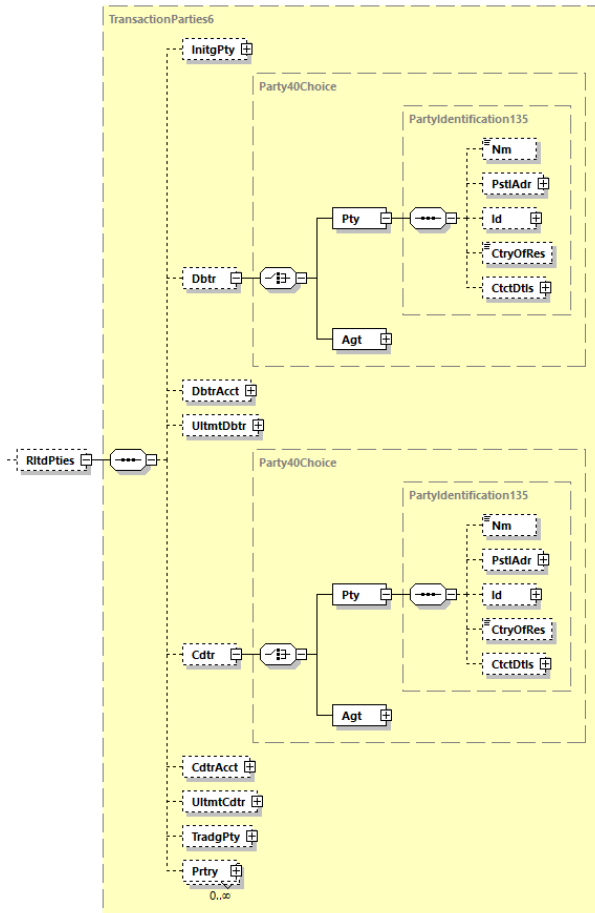 TransactionParties6
InitgPty
Party40Choice
PartyIdentification135
Nm
PstlAdr
Pty
Id
CtryOfRes
Dbtr
CtctDtls
Agt
DbtrAcct
UltmtDbtr
RltdPties
Party40Choice
PartyIdentification135
Nm
PstlAdr
Pty
Id
CtryOfRes
Cdtr
CtctDtls
Agt
CdtrAcct
UltmtCdtr
TradgPty
Prtry
0..∞